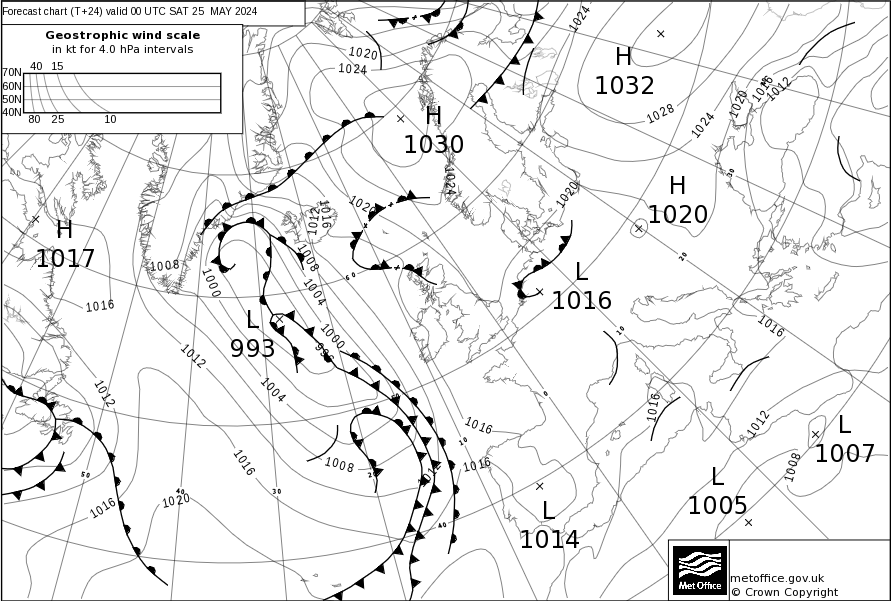 Forecast chart (T+24) valid 00 UTC SAT 25 MAY 2024
Geostrophic wind scale
in kt for 4.0 hPa intervals
40 15
70N
60N
50N
40N
80 25 10
1020
1024
1024
H
1032
1028
1024
1020
1016
1012
H
1030
1024
1020
H
1020
30
20
H
1017
1012
1016
1008
1008
1000
1004
60
L
1016
1016
L
993
1000
10
1016
1012
1012
1004
0
1016
1012
1016
10
1016
1008
20
1016
L
1007
1008
L
1005
50
40
30
1016
1020
40
L
1014
Met Office
metoffice.gov.uk
© Crown Copyright